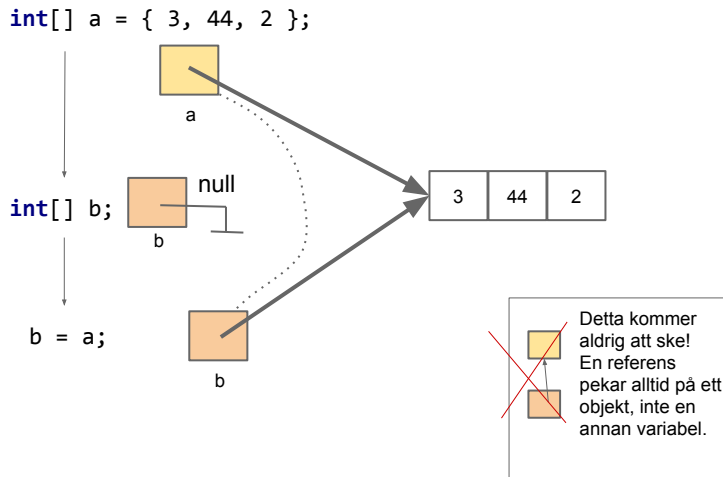 int[] a = { 3, 44, 2 };
a
null
int[] b;
b
3 44 2
b = a;
b
Detta kommer
aldrig att ske!
En referens
pekar alltid på ett
objekt, inte en
annan variabel.